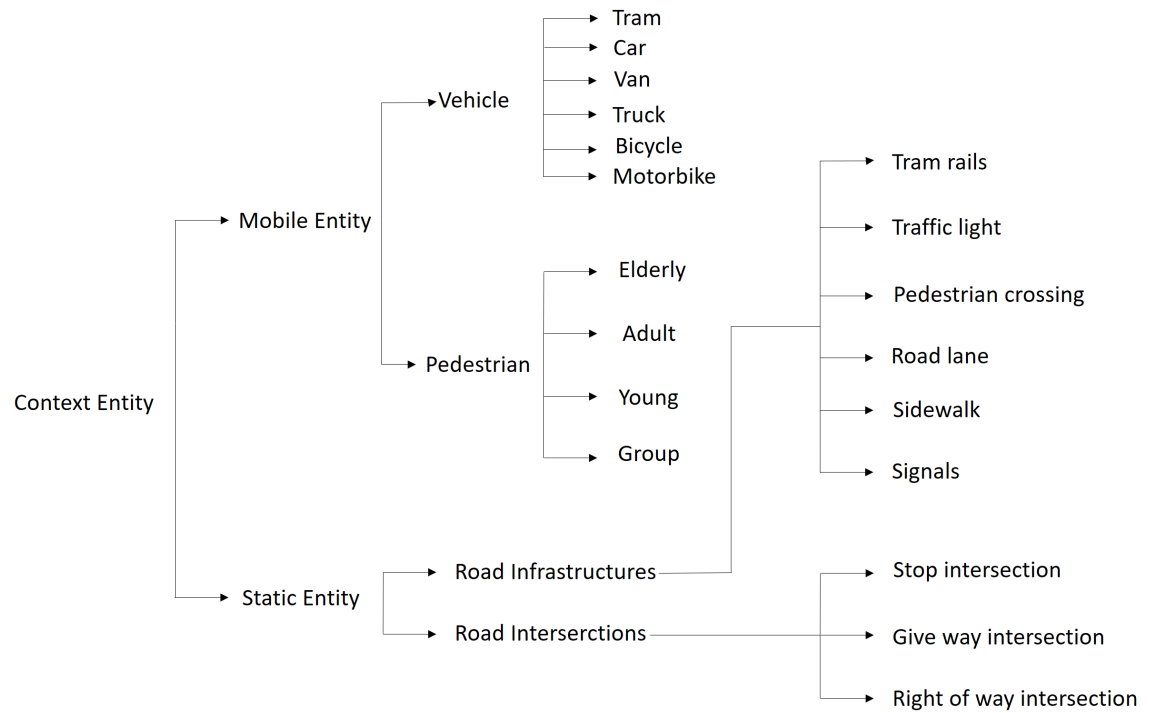 Context Entity
Mobile Entity
Vehicle
Tram
Car
Van
Truck
Bicycle
Motorbike
Pedestrian
Elderly
Adult
Young
Group
Static Entity
Road Infrastructures
Tram rails
Traffic light
Pedestrian crossing
Road lane
Sidewalk
Signals
Road Interserctions
Stop intersection
Give way intersection
Right of way intersection